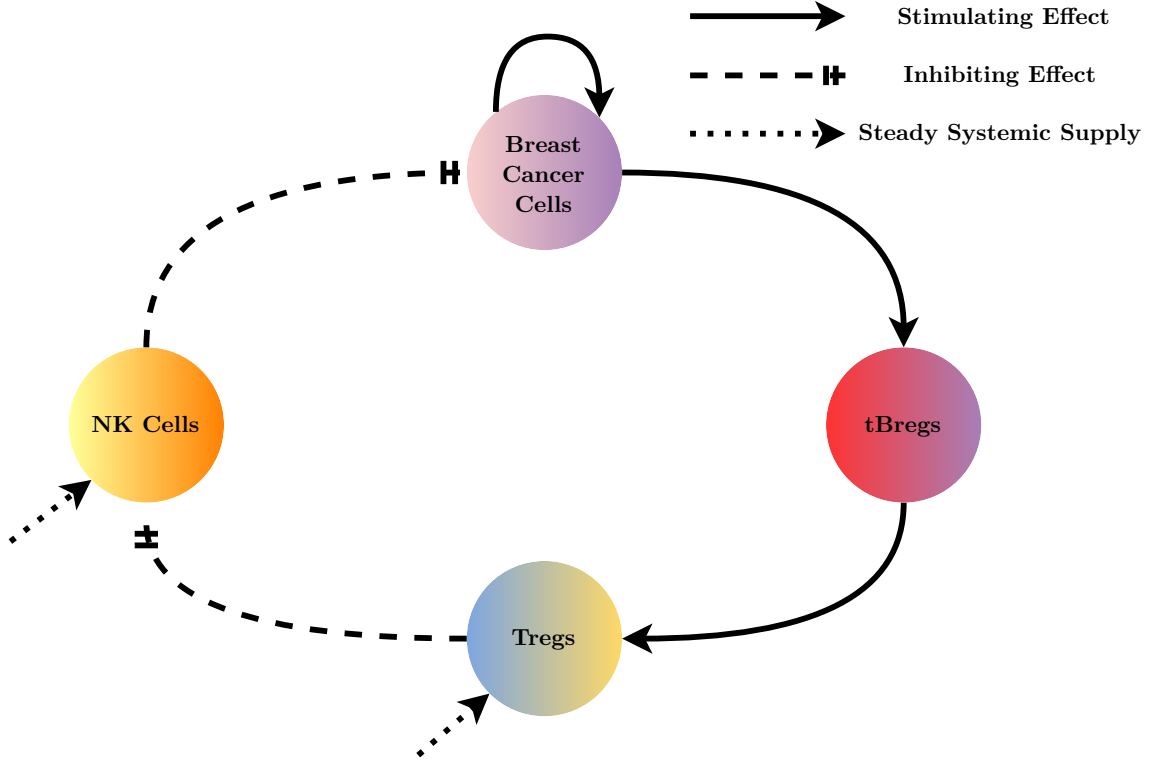 Stimulating Effect
Inhibiting Effect
Steady Systemic Supply
Breast
Cancer
Cells
NK Cells
tBregs
Tregs